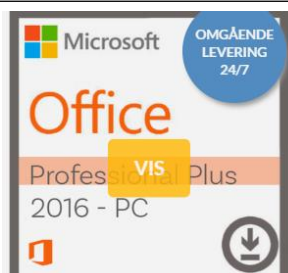 Microsoft
OMGÅENDE
LEVERING
24/7
Office
Professional Plus
VIS
2016 - PC